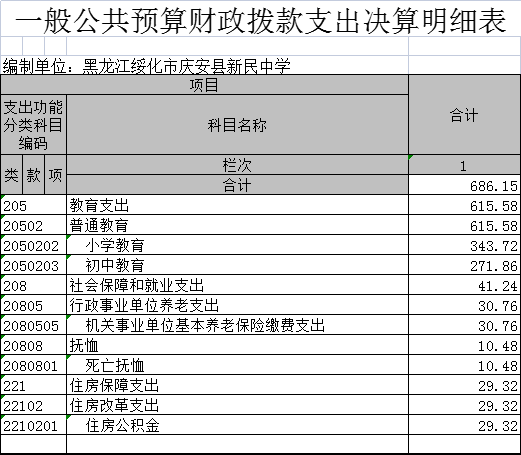 一般公共预算财政拨款支出决算明细表
编制单位：黑龙江绥化市庆安县新民中学
项目 合计
支出功能分类科目编码 科目名称
类 款 项 栏次 1
合计 686.15
205 教育支出 615.58
20502 普通教育 615.58
2050202 小学教育 343.72
2050203 初中教育 271.86
208 社会保障和就业支出 41.24
20805 行政事业单位养老支出 30.76
2080505 机关事业单位基本养老保险缴费支出 30.76
20808 抚恤 10.48
2080801 死亡抚恤 10.48
221 住房保障支出 29.32
22102 住房改革支出 29.32
2210201 住房公积金 29.32